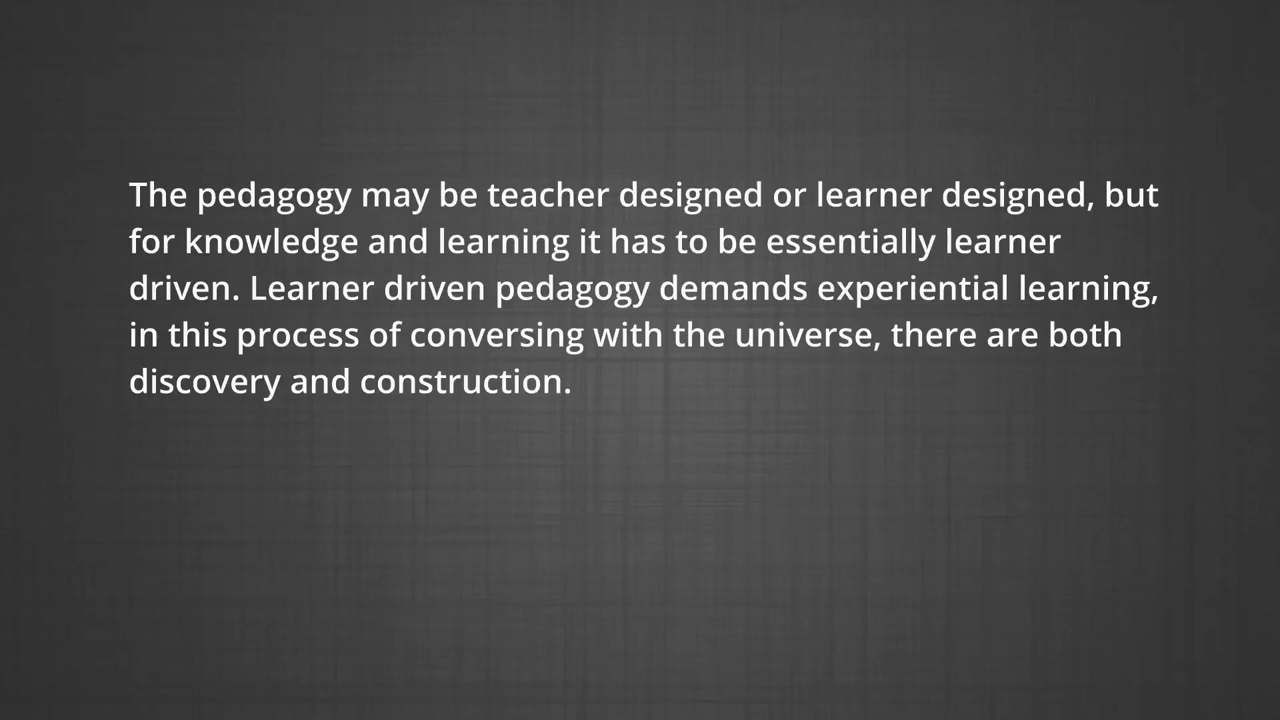 The pedagogy may be teacher designed or learner designed, but
for knowledge and learning it has to be essentially learner
driven. Learner driven pedagogy demands experiential learning,
in this process of conversing with the universe, there are both
discovery and construction.